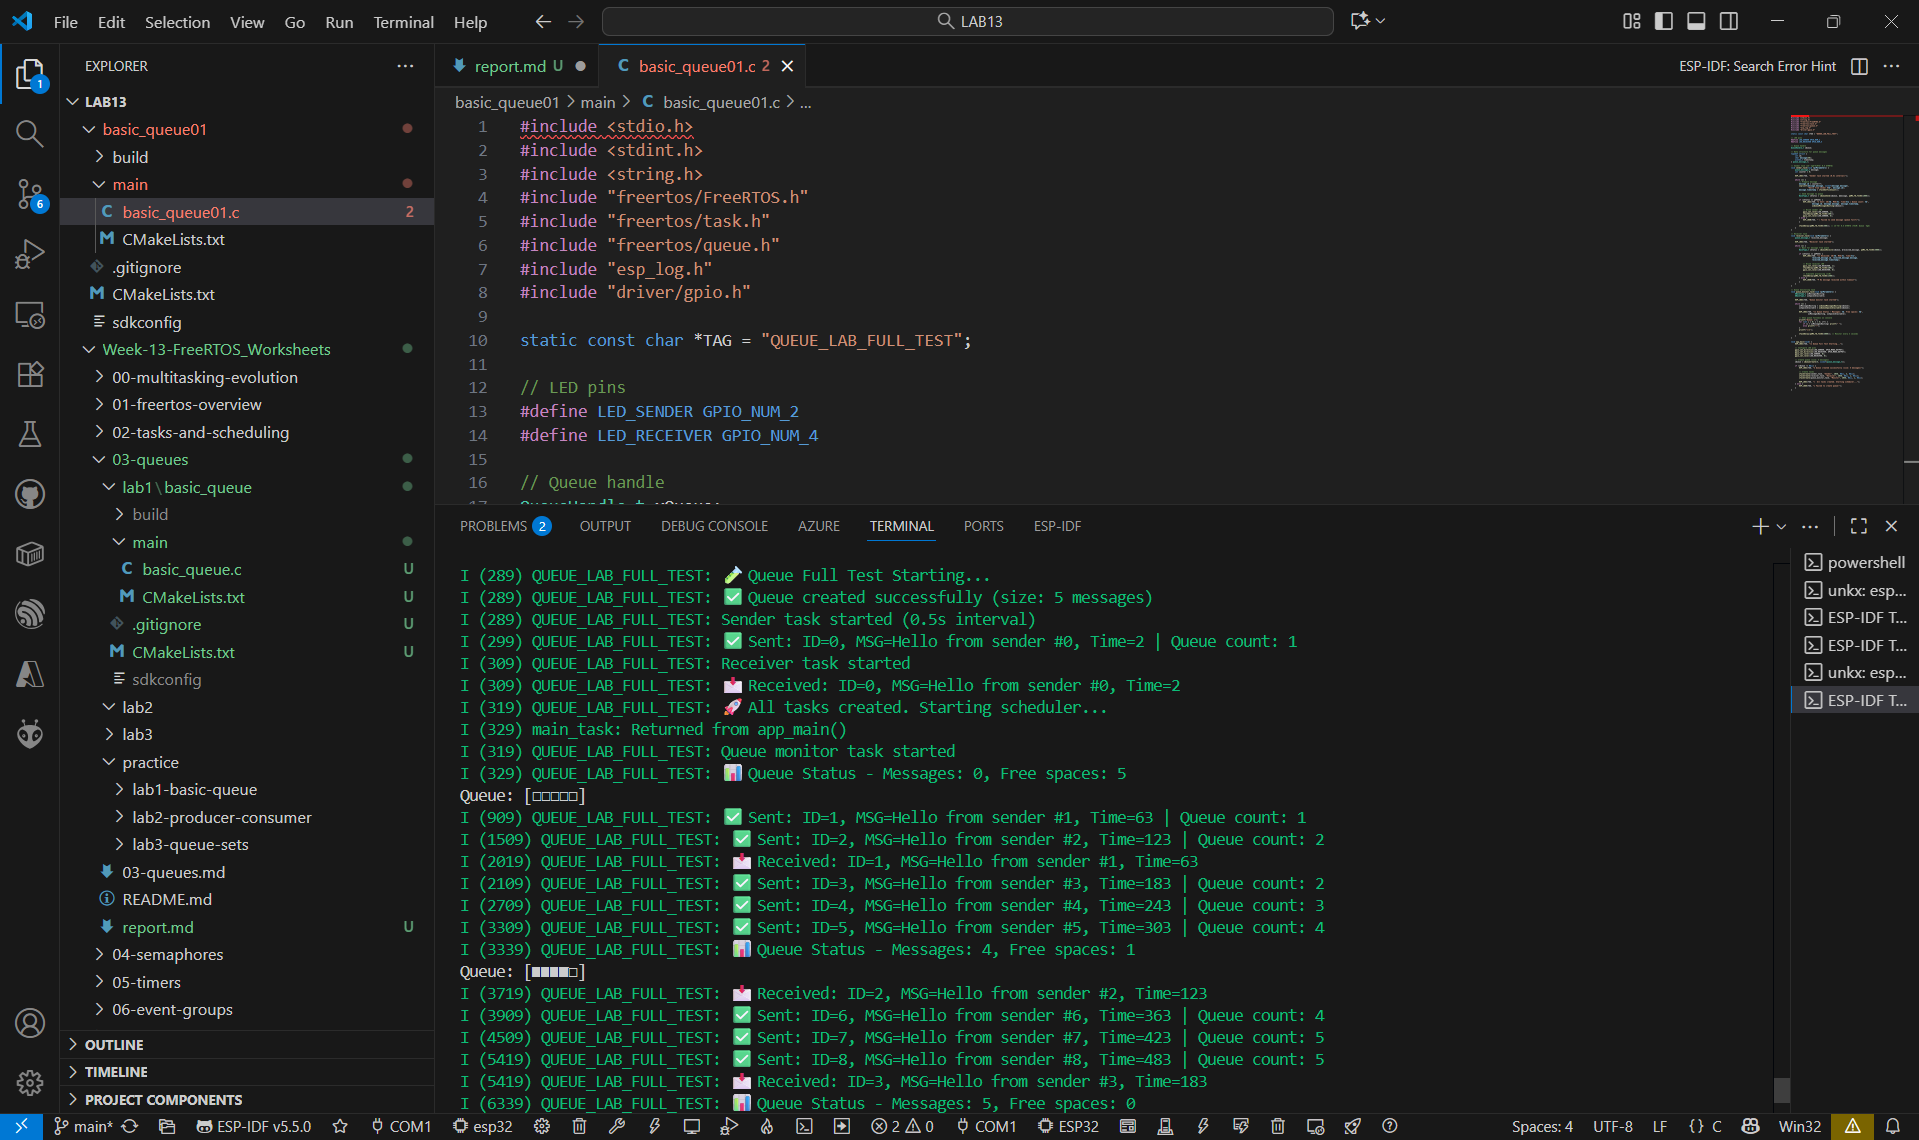 File Edit Selection View Go Run Terminal Help LAB13
EXPLORER
LAB13
basic_queue01
build
main
basic_queue01.c 2
CMakeLists.txt
.gitignore
CMakeLists.txt
sdkconfig
Week-13-FreeRTOS_Worksheets
00-multitasking-evolution
01-freertos-overview
02-tasks-and-scheduling
03-queues
lab1\basic_queue
build
main
basic_queue.c U
CMakeLists.txt U
.gitignore U
CMakeLists.txt U
sdkconfig
lab2
lab3
practice
lab1-basic-queue
lab2-producer-consumer
lab3-queue-sets
03-queues.md
README.md
report.md U
04-semaphores
05-timers
06-event-groups
OUTLINE
TIMELINE
PROJECT COMPONENTS
1
6
report.md U basic_queue01.c 2 ESP-IDF: Search Error Hint
basic_queue01 > main > C basic_queue01.c > ...
1 #include <stdio.h>
2 #include <stdint.h>
3 #include <string.h>
4 #include "freertos/FreeRTOS.h"
5 #include "freertos/task.h"
6 #include "freertos/queue.h"
7 #include "esp_log.h"
8 #include "driver/gpio.h"
9
10 static const char *TAG = "QUEUE_LAB_FULL_TEST";
11
12 // LED pins
13 #define LED_SENDER GPIO_NUM_2
14 #define LED_RECEIVER GPIO_NUM_4
15
16 // Queue handle
PROBLEMS 2 OUTPUT DEBUG CONSOLE AZURE TERMINAL PORTS ESP-IDF
I (289) QUEUE_LAB_FULL_TEST: 🧪 Queue Full Test Starting...
I (289) QUEUE_LAB_FULL_TEST: ✅ Queue created successfully (size: 5 messages)
I (289) QUEUE_LAB_FULL_TEST: Sender task started (0.5s interval)
I (299) QUEUE_LAB_FULL_TEST: ✅ Sent: ID=0, MSG=Hello from sender #0, Time=2 | Queue count: 1
I (309) QUEUE_LAB_FULL_TEST: Receiver task started
I (309) QUEUE_LAB_FULL_TEST: 📩 Received: ID=0, MSG=Hello from sender #0, Time=2
I (319) QUEUE_LAB_FULL_TEST: 🚀 All tasks created. Starting scheduler...
I (329) main_task: Returned from app_main()
I (319) QUEUE_LAB_FULL_TEST: Queue monitor task started
I (329) QUEUE_LAB_FULL_TEST: 📊 Queue Status - Messages: 0, Free spaces: 5
Queue: [□□□□□]
I (909) QUEUE_LAB_FULL_TEST: ✅ Sent: ID=1, MSG=Hello from sender #1, Time=63 | Queue count: 1
I (1509) QUEUE_LAB_FULL_TEST: ✅ Sent: ID=2, MSG=Hello from sender #2, Time=123 | Queue count: 2
I (2019) QUEUE_LAB_FULL_TEST: 📩 Received: ID=1, MSG=Hello from sender #1, Time=63
I (2109) QUEUE_LAB_FULL_TEST: ✅ Sent: ID=3, MSG=Hello from sender #3, Time=183 | Queue count: 2
I (2709) QUEUE_LAB_FULL_TEST: ✅ Sent: ID=4, MSG=Hello from sender #4, Time=243 | Queue count: 3
I (3309) QUEUE_LAB_FULL_TEST: ✅ Sent: ID=5, MSG=Hello from sender #5, Time=303 | Queue count: 4
I (3339) QUEUE_LAB_FULL_TEST: 📊 Queue Status - Messages: 4, Free spaces: 1
Queue: [■■■■□]
I (3719) QUEUE_LAB_FULL_TEST: 📩 Received: ID=2, MSG=Hello from sender #2, Time=123
I (3909) QUEUE_LAB_FULL_TEST: ✅ Sent: ID=6, MSG=Hello from sender #6, Time=363 | Queue count: 4
I (4509) QUEUE_LAB_FULL_TEST: ✅ Sent: ID=7, MSG=Hello from sender #7, Time=423 | Queue count: 5
I (5419) QUEUE_LAB_FULL_TEST: ✅ Sent: ID=8, MSG=Hello from sender #8, Time=483 | Queue count: 5
I (5419) QUEUE_LAB_FULL_TEST: 📩 Received: ID=3, MSG=Hello from sender #3, Time=183
I (6339) QUEUE_LAB_FULL_TEST: 📊 Queue Status - Messages: 5, Free spaces: 0
powershell
unkx: esp...
ESP-IDF T...
ESP-IDF T...
unkx: esp...
ESP-IDF T...
main* ESP-IDF v5.5.0 COM1 esp32 2 0 COM1 ESP32 Spaces: 4 UTF-8 LF {} C Win32